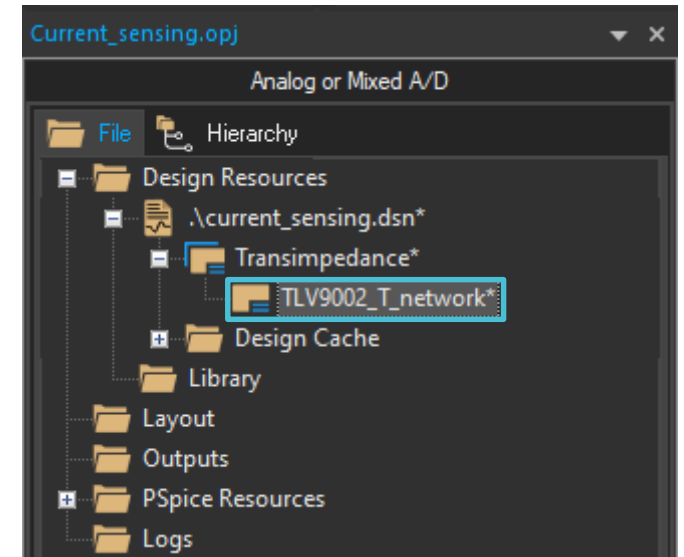 Current_sensing.opj
Analog or Mixed A/D
File Hierarchy
Design Resources
.\current_sensing.dsn*
Transimpedance*
TLV9002_T_network*
Design Cache
Library
Layout
Outputs
PSpice Resources
Logs